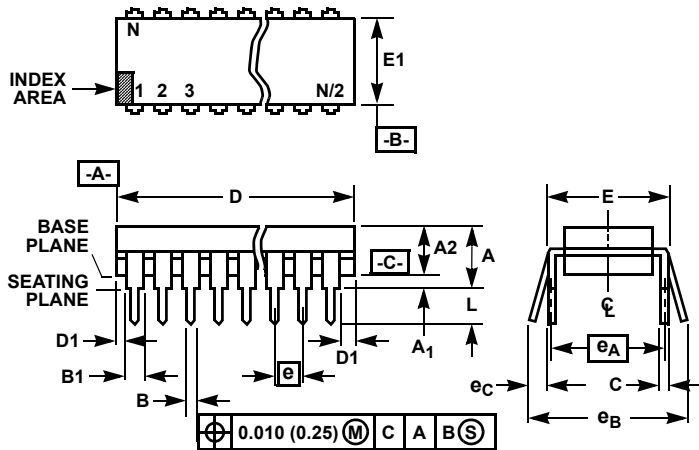 N
E1
INDEX
AREA
1 2 3 N/2
-B-
-A-
D
E
BASE
PLANE
A2
A
-C-
SEATING
PLANE
L
C L
D1
A1
D1
eA
B1
e
eC
C
B
eB
0.010 (0.25) M C A B S